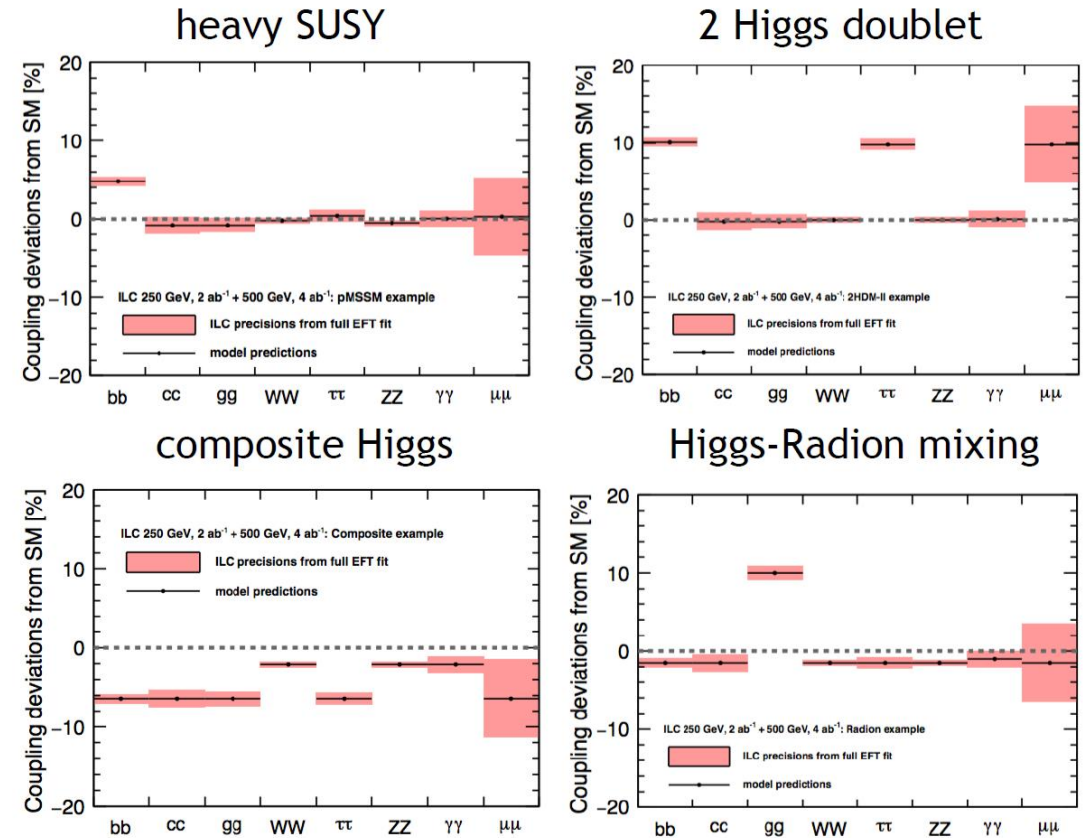 heavy SUSY
Coupling deviations from SM [%]
20
10
0
−10
−20
ILC 250 GeV, 2 ab⁻¹ + 500 GeV, 4 ab⁻¹: pMSSM example
ILC precisions from full EFT fit
model predictions
bb cc gg WW ττ ZZ γγ μμ
2 Higgs doublet
Coupling deviations from SM [%]
20
10
0
−10
−20
ILC 250 GeV, 2 ab⁻¹ + 500 GeV, 4 ab⁻¹: 2HDM-II example
ILC precisions from full EFT fit
model predictions
bb cc gg WW ττ ZZ γγ μμ
composite Higgs
Coupling deviations from SM [%]
20
10
0
−10
−20
ILC 250 GeV, 2 ab⁻¹ + 500 GeV, 4 ab⁻¹: Composite example
ILC precisions from full EFT fit
model predictions
bb cc gg WW ττ ZZ γγ μμ
Higgs-Radion mixing
Coupling deviations from SM [%]
20
10
0
−10
−20
ILC 250 GeV, 2 ab⁻¹ + 500 GeV, 4 ab⁻¹: Radion example
ILC precisions from full EFT fit
model predictions
bb cc gg WW ττ ZZ γγ μμ